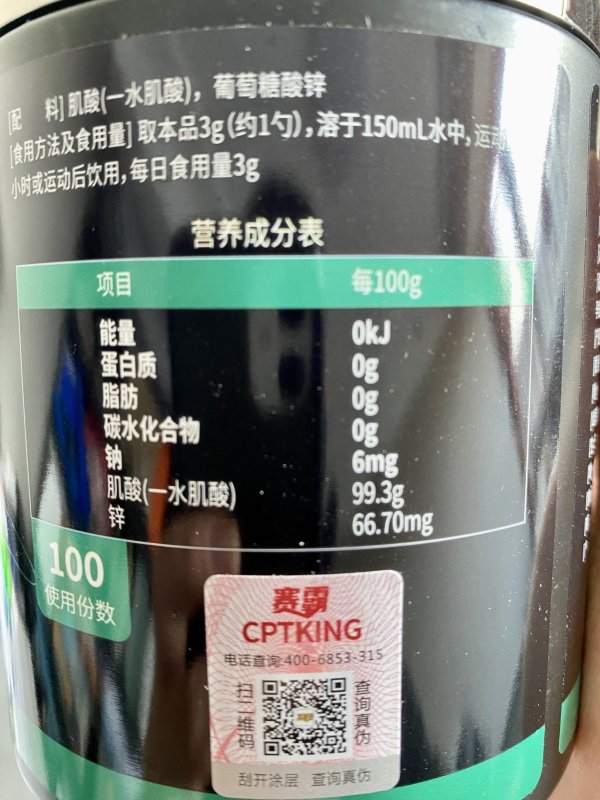 [配 料] 肌酸(一水肌酸)，葡萄糖酸锌
[食用方法及食用量] 取本品3g(约1勺),溶于150mL水中,运动
小时或运动后饮用,每日食用量3g
营养成分表
项目 每100g
能量 0kJ
蛋白质 0g
脂肪 0g
碳水化合物 0g
钠 6mg
肌酸(一水肌酸) 99.3g
锌 66.70mg
100
使用份数
赛霸
CPTKING
电话查询:400-6853-315
扫二维码
查询真伪
刮开涂层 查询真伪